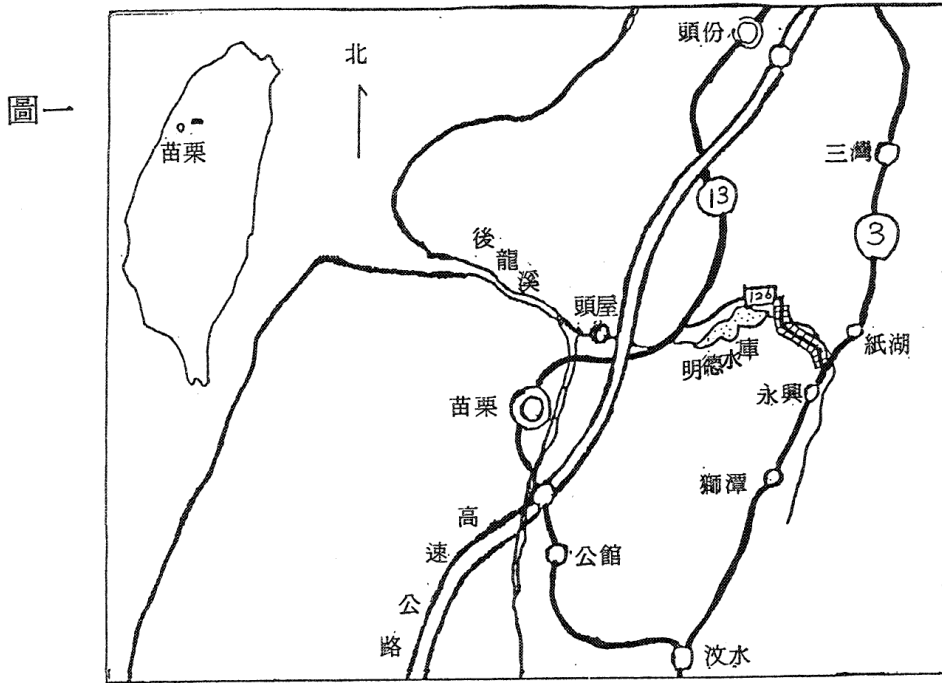 圖一
北
苗栗
頭份
三灣
13
3
後龍溪
頭屋
126
明德水庫
紙湖
永興
苗栗
獅潭
高速公路
公館
汶水